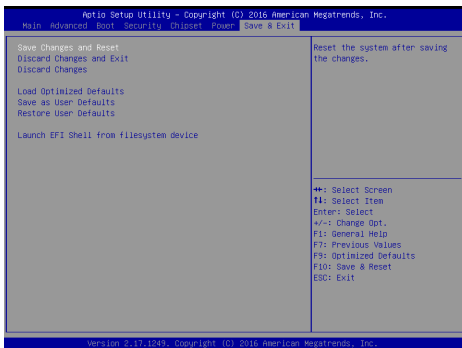 Aptio Setup Utility – Copyright (C) 2016 American Megatrends, Inc.
Main Advanced Boot Security Chipset Power Save & Exit
Save Changes and Reset
Discard Changes and Exit
Discard Changes
Load Optimized Defaults
Save as User Defaults
Restore User Defaults
Launch EFI Shell from filesystem device
Reset the system after saving
the changes.
→←: Select Screen
↑↓: Select Item
Enter: Select
+/-: Change Opt.
F1: General Help
F7: Previous Values
F9: Optimized Defaults
F10: Save & Reset
ESC: Exit
Version 2.17.1249. Copyright (C) 2016 American Megatrends, Inc.